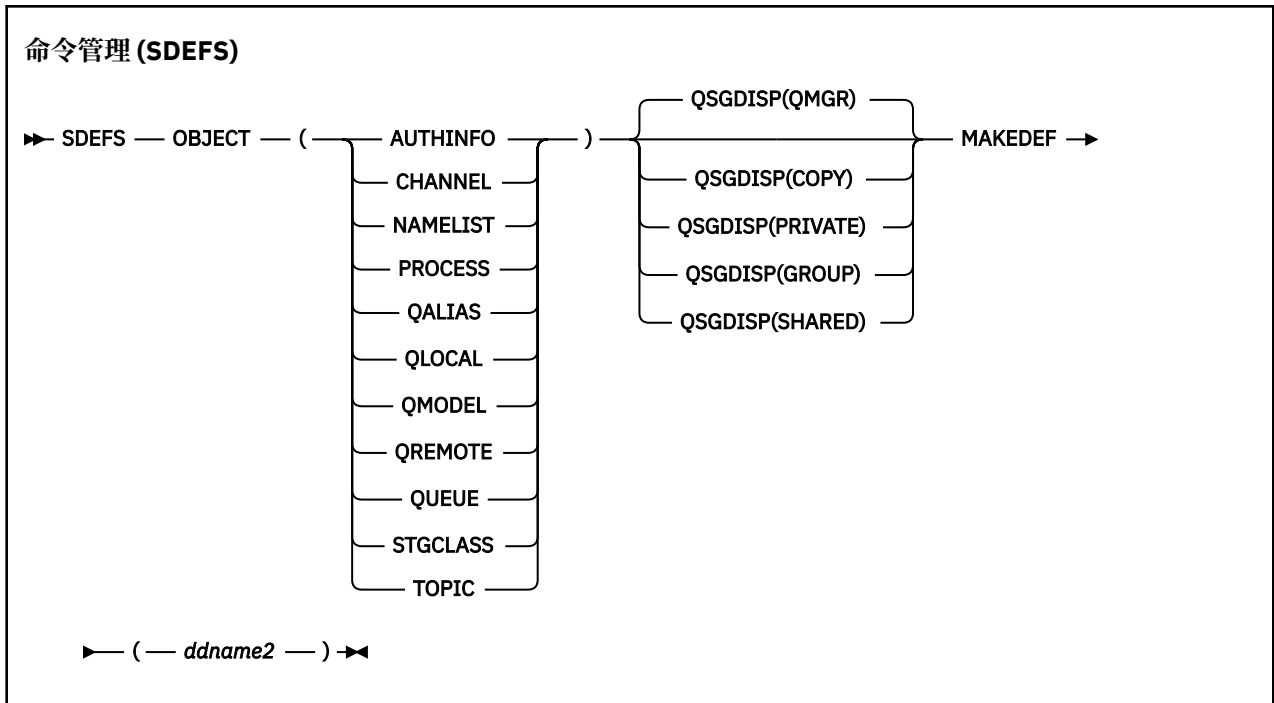 命令管理 (SDEFS)
QSGDISP(QMGR)
SDEFS OBJECT ( AUTHINFO ) MAKEDEF
CHANNEL QSGDISP(COPY)
NAMELIST QSGDISP(PRIVATE)
PROCESS QSGDISP(GROUP)
QALIAS QSGDISP(SHARED)
QLOCAL
QMODEL
QREMOTE
QUEUE
STGCLASS
TOPIC
( ddname2 )